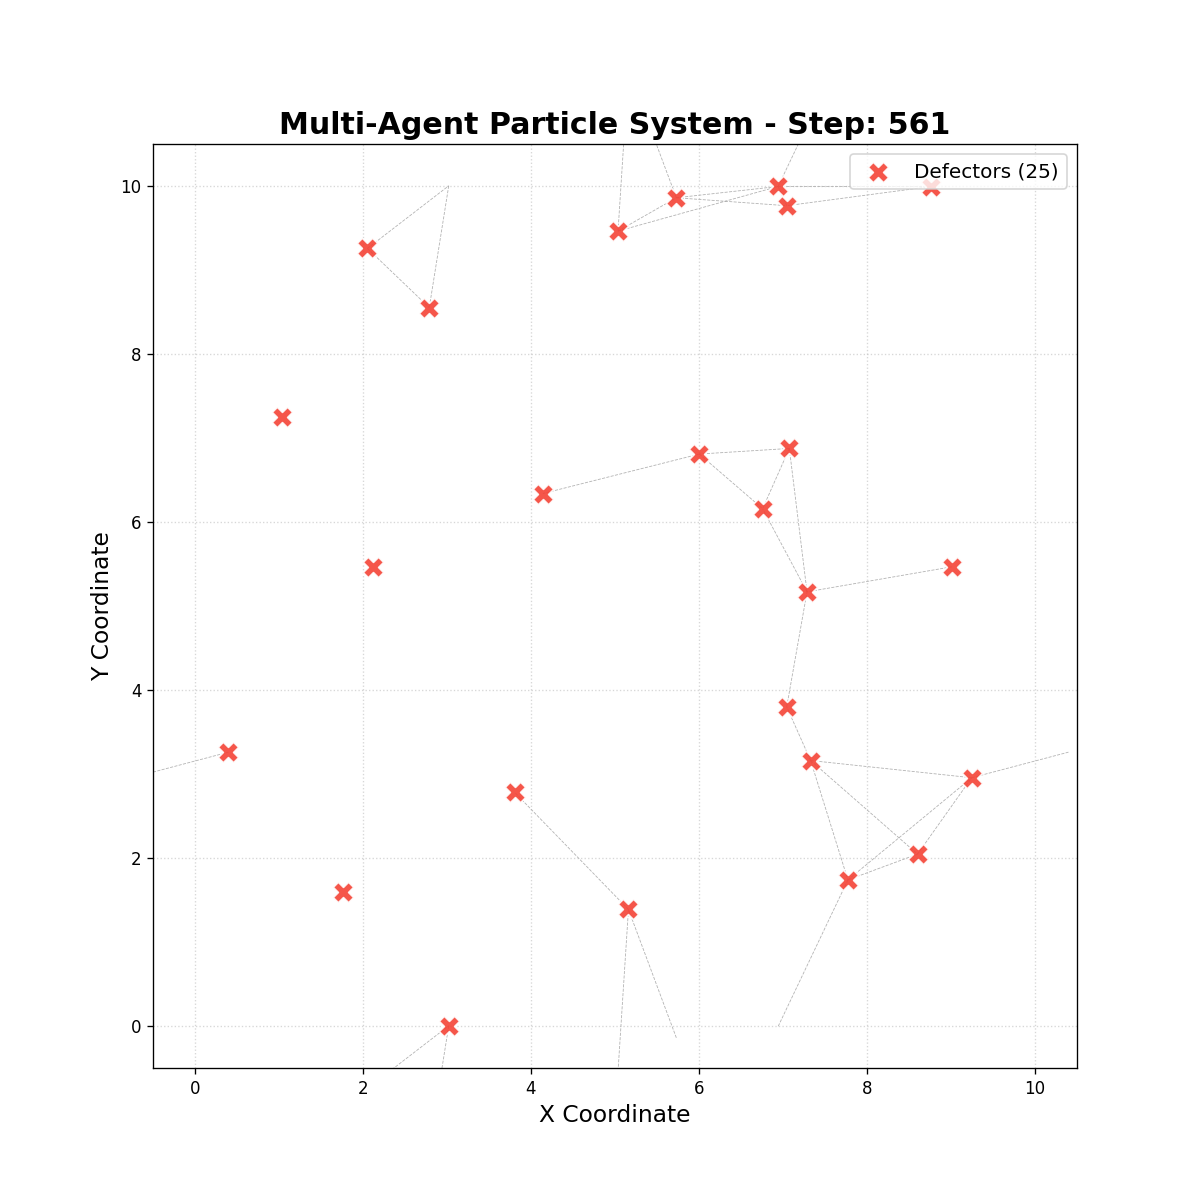 Multi-Agent Particle System - Step: 561
Defectors (25)
10
8
6
4
2
0
Y Coordinate
0 2 4 6 8 10
X Coordinate